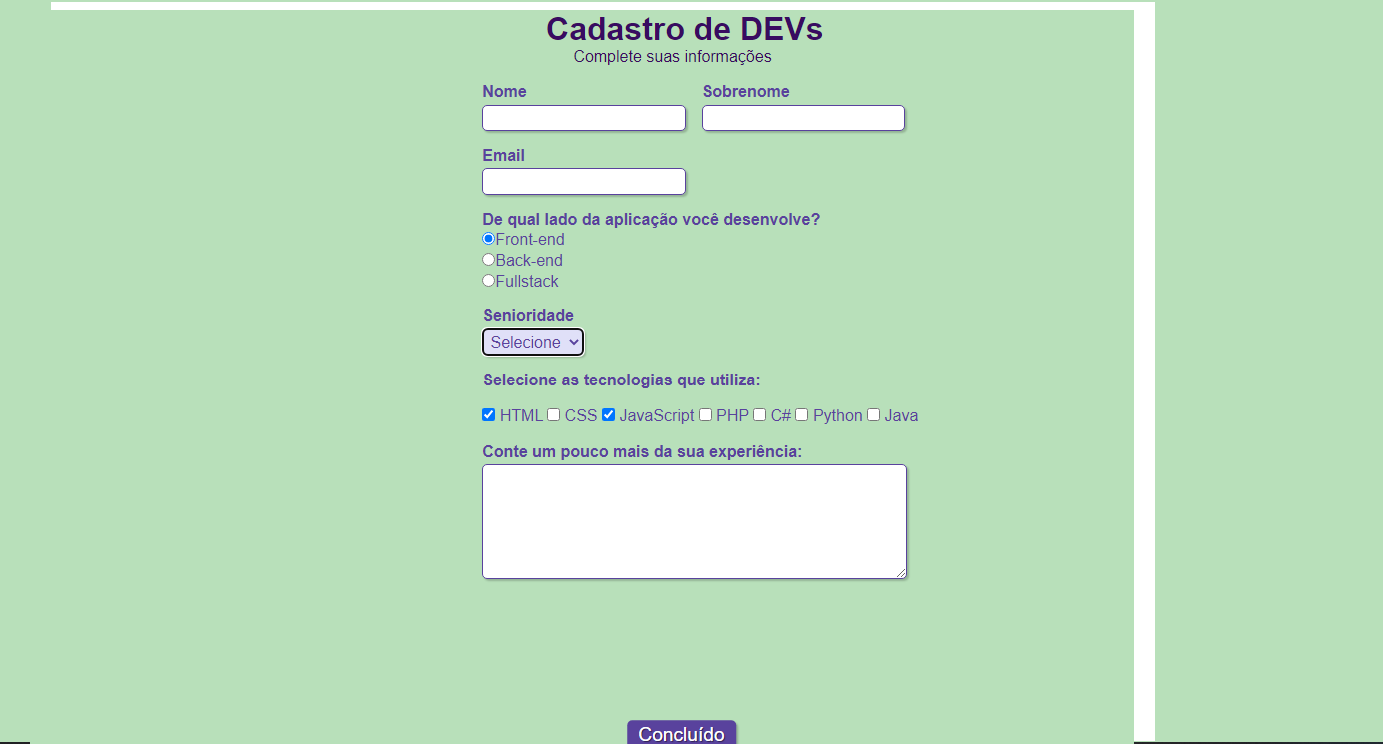 Cadastro de DEVs
Complete suas informações
Nome Sobrenome
Email
De qual lado da aplicação você desenvolve?
Front-end
Back-end
Fullstack
Senioridade
Selecione
Selecione as tecnologias que utiliza:
HTML CSS JavaScript PHP C# Python Java
Conte um pouco mais da sua experiência:
Concluído